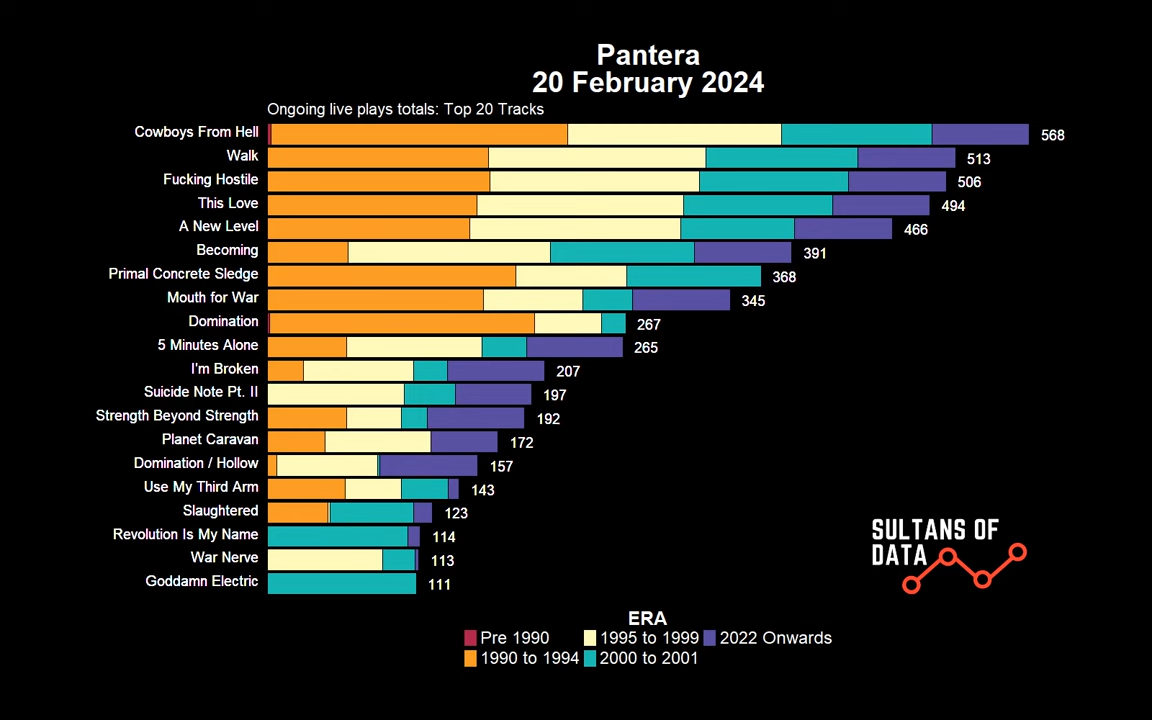 Pantera
20 February 2024
Ongoing live plays totals: Top 20 Tracks
Cowboys From Hell 568
Walk 513
Fucking Hostile 506
This Love 494
A New Level 466
Becoming 391
Primal Concrete Sledge 368
Mouth for War 345
Domination 267
5 Minutes Alone 265
I'm Broken 207
Suicide Note Pt. II 197
Strength Beyond Strength 192
Planet Caravan 172
Domination / Hollow 157
Use My Third Arm 143
Slaughtered 123
Revolution Is My Name 114
War Nerve 113
Goddamn Electric 111
SULTANS OF
DATA
ERA
Pre 1990 1995 to 1999 2022 Onwards
1990 to 1994 2000 to 2001